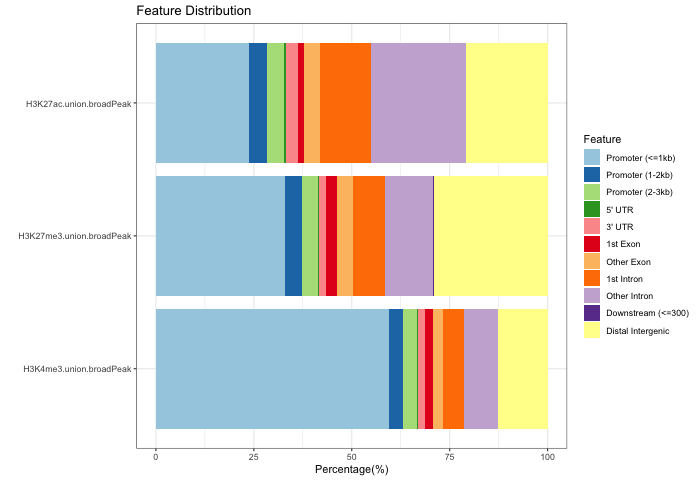 Feature Distribution
H3K27ac.union.broadPeak
H3K27me3.union.broadPeak
H3K4me3.union.broadPeak
0 25 50 75 100
Percentage(%)
Feature
Promoter (<=1kb)
Promoter (1-2kb)
Promoter (2-3kb)
5' UTR
3' UTR
1st Exon
Other Exon
1st Intron
Other Intron
Downstream (<=300)
Distal Intergenic